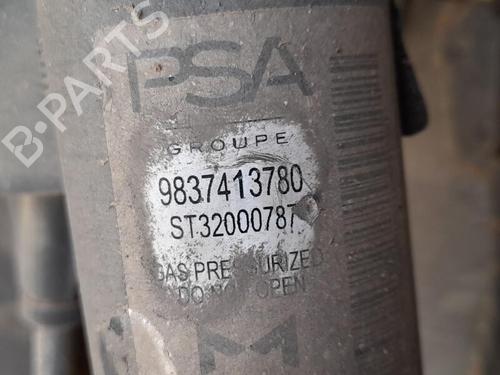 B-PARTS
PSA
GROUPE
9837413780
ST32000787
GAS PRESSURIZED
DO NOT OPEN
M